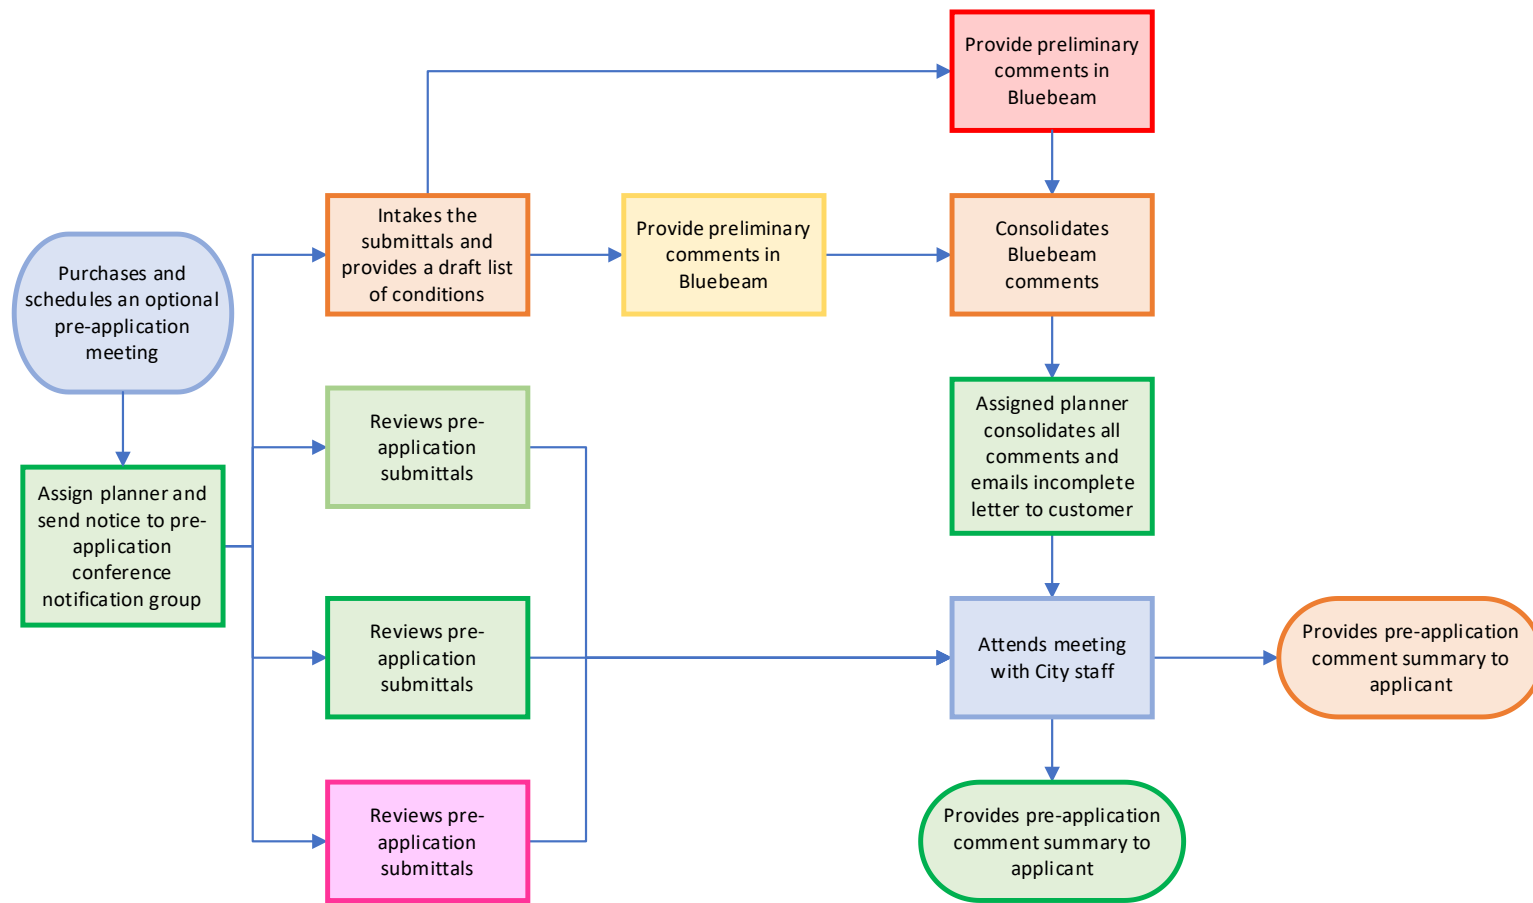 Provide preliminary
comments in
Bluebeam
Intakes the
submittals and
provides a draft list
of conditions
Provide preliminary
comments in
Bluebeam
Consolidates
Bluebeam
comments
Purchases and
schedules an optional
pre-application
meeting
Reviews pre-
application
submittals
Assigned planner
consolidates all
comments and
emails incomplete
letter to customer
Assign planner and
send notice to pre-
application
conference
notification group
Reviews pre-
application
submittals
Attends meeting
with City staff
Provides pre-application
comment summary to
applicant
Reviews pre-
application
submittals
Provides pre-application
comment summary to
applicant